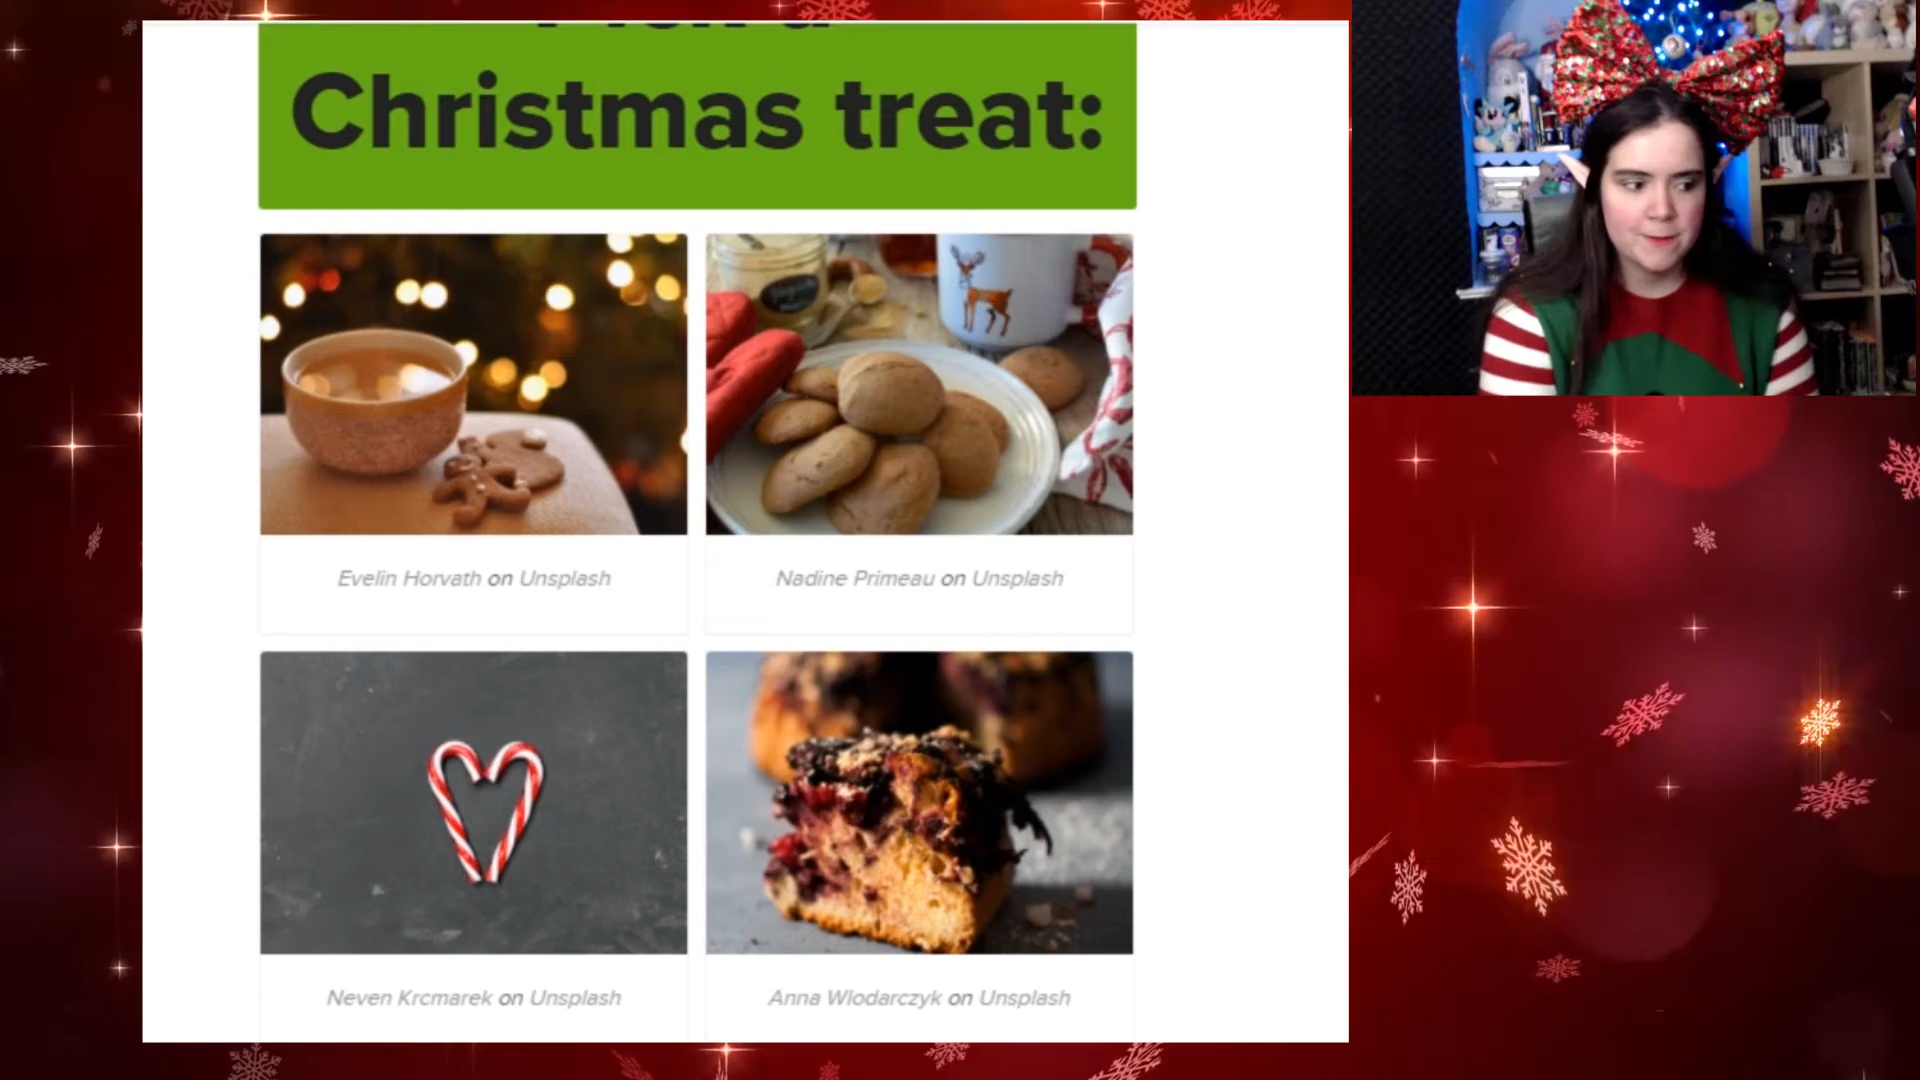 Christmas treat:
Evelin Horvath on Unsplash
Nadine Primeau on Unsplash
Neven Krcmarek on Unsplash
Anna Wlodarczyk on Unsplash